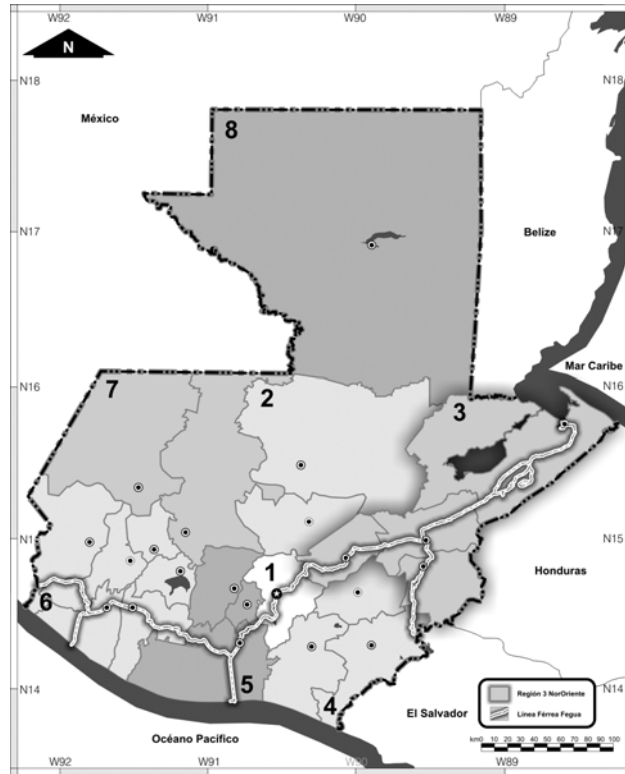 W92 W91 W90 W89
N
N18 N18
México
8
N17 N17
Belize
Mar Caribe
N16 N16
7 2 3
N15 N15
1
Honduras
6
5 4
N14 N14
El Salvador
Región 3 NorOriente
Línea Férrea Fegua
Océano Pacífico
km0 10 20 30 40 50 60 70 80 90 100
W92 W91 W90 W89